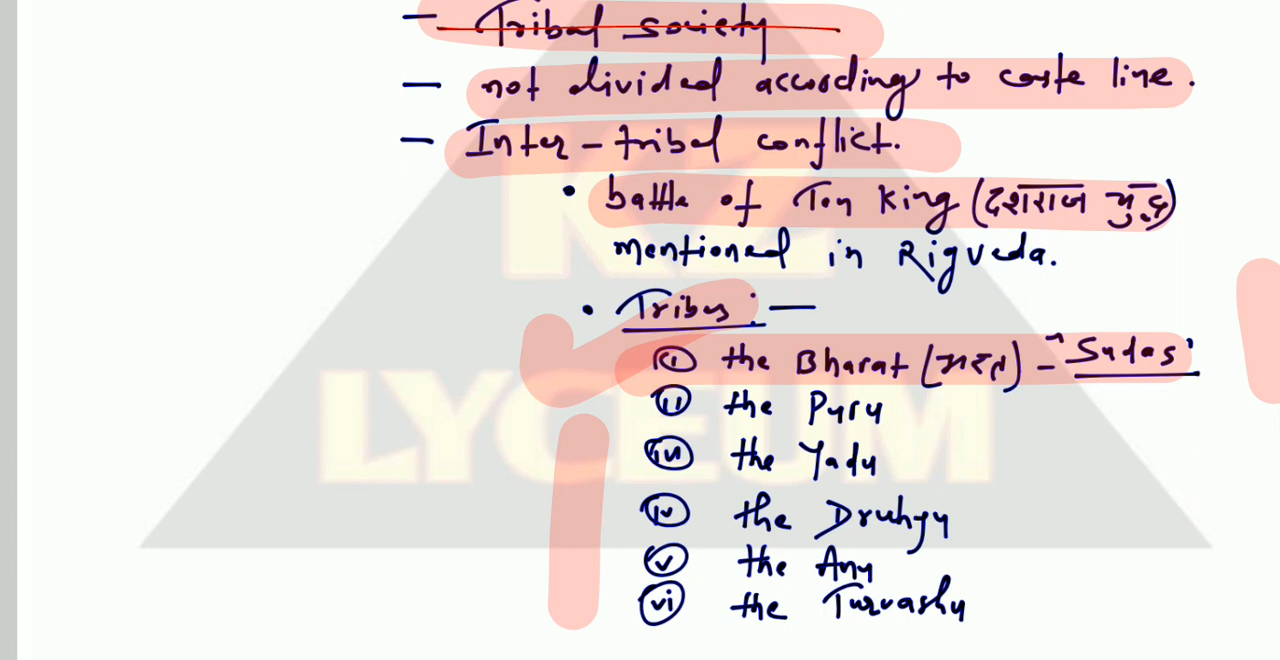 — Tribal society
— not divided according to caste line.
— Inter-tribal conflict.
• battle of Ten King (दशराज युद्ध)
mentioned in Rigveda.
• Tribes :—
(i) the Bharat (भरत) - "Sudas"
(ii) the Puru
(iii) the Yadu
(iv) the Druhyu
(v) the Anu
(vi) the Turvashu
KZ
LYCEUM